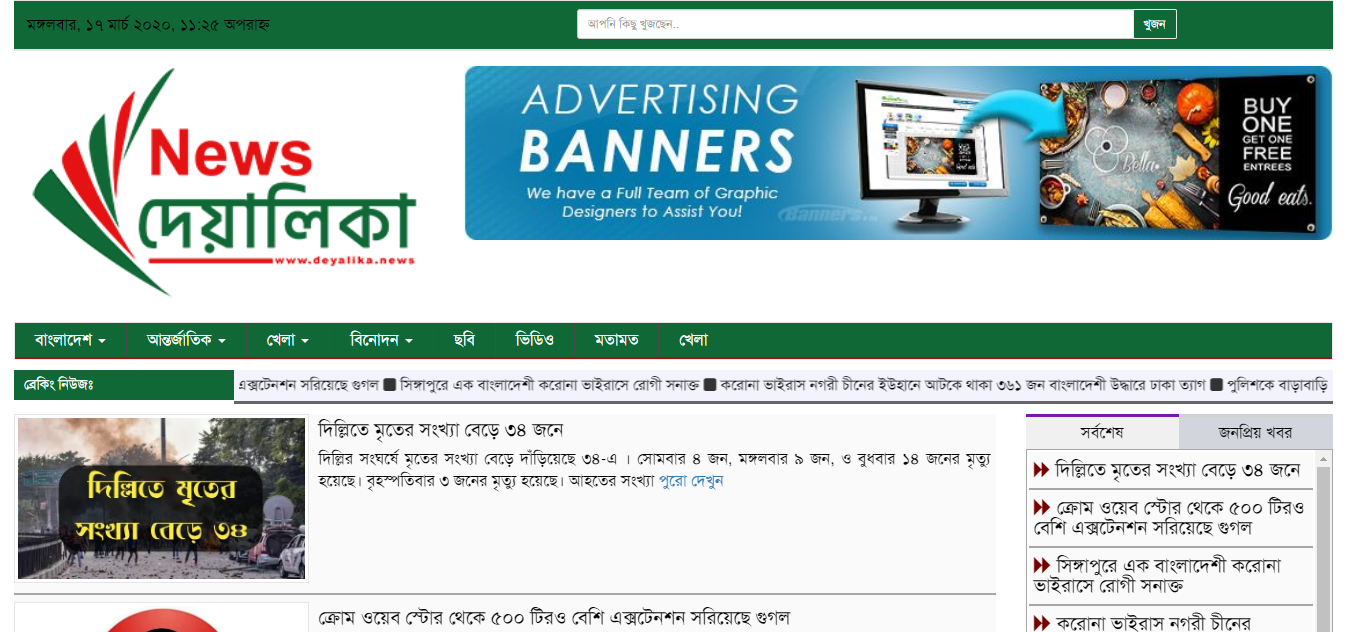 মঙ্গলবার, ১৭ মার্চ ২০২০, ১১:২৫ অপরাহ্ন
আপনি কিছু খুজছেন..
খুজন
News
দেয়ালিকা
www.deyalika.news
ADVERTISING
BANNERS
We have a Full Team of Graphic
Designers to Assist You!
Banners
Bella
BUY
ONE
GET ONE
FREE
ENTREES
Good eats.
বাংলাদেশ
আন্তর্জাতিক
খেলা
বিনোদন
ছবি
ভিডিও
মতামত
খেলা
ব্রেকিং নিউজঃ
এক্সটেনশন সরিয়েছে গুগল সিঙ্গাপুরে এক বাংলাদেশী করোনা ভাইরাসে রোগী সনাক্ত করোনা ভাইরাস নগরী চীনের ইউহানে আটকে থাকা ৩৬১ জন বাংলাদেশী উদ্ধারে ঢাকা ত্যাগ পুলিশকে বাড়াবাড়ি
দিল্লিতে মৃতের
সংখ্যা বেড়ে ৩৪
দিল্লিতে মৃতের সংখ্যা বেড়ে ৩৪ জনে
দিল্লির সংঘর্ষে মৃতের সংখ্যা বেড়ে দাঁড়িয়েছে ৩৪-এ । সোমবার ৪ জন, মঙ্গলবার ৯ জন, ও বুধবার ১৪ জনের মৃত্যু
হয়েছে। বৃহস্পতিবার ৩ জনের মৃত্যু হয়েছে। আহতের সংখ্যা পুরো দেখুন
ক্রোম ওয়েব স্টোর থেকে ৫০০ টিরও বেশি এক্সটেনশন সরিয়েছে গুগল
সর্বশেষ
জনপ্রিয় খবর
দিল্লিতে মৃতের সংখ্যা বেড়ে ৩৪ জনে
ক্রোম ওয়েব স্টোর থেকে ৫০০ টিরও
বেশি এক্সটেনশন সরিয়েছে গুগল
সিঙ্গাপুরে এক বাংলাদেশী করোনা
ভাইরাসে রোগী সনাক্ত
করোনা ভাইরাস নগরী চীনের